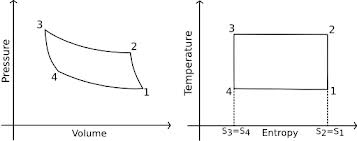 Pressure
3
2
4
1
Volume
Temperature
3
2
4
1
S3=S4
Entropy
S2=S1